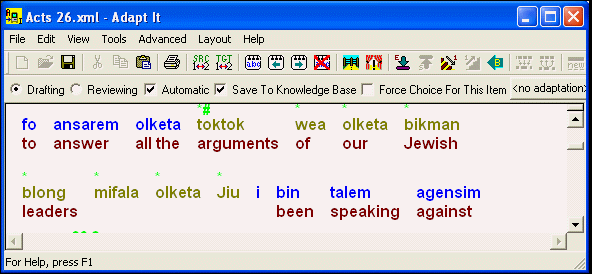 Acts 26.xml - Adapt It
File Edit View Tools Advanced Layout Help
SRC 1↔2 TGT 1↔2
Drafting Reviewing Automatic Save To Knowledge Base Force Choice For This Item <no adaptation>
*# * * *
fo ansarem olketa toktok wea olketa bikman
to answer all the arguments of our Jewish
* * * *
blong mifala olketa Jiu i bin talem agensim
leaders been speaking against
For Help, press F1